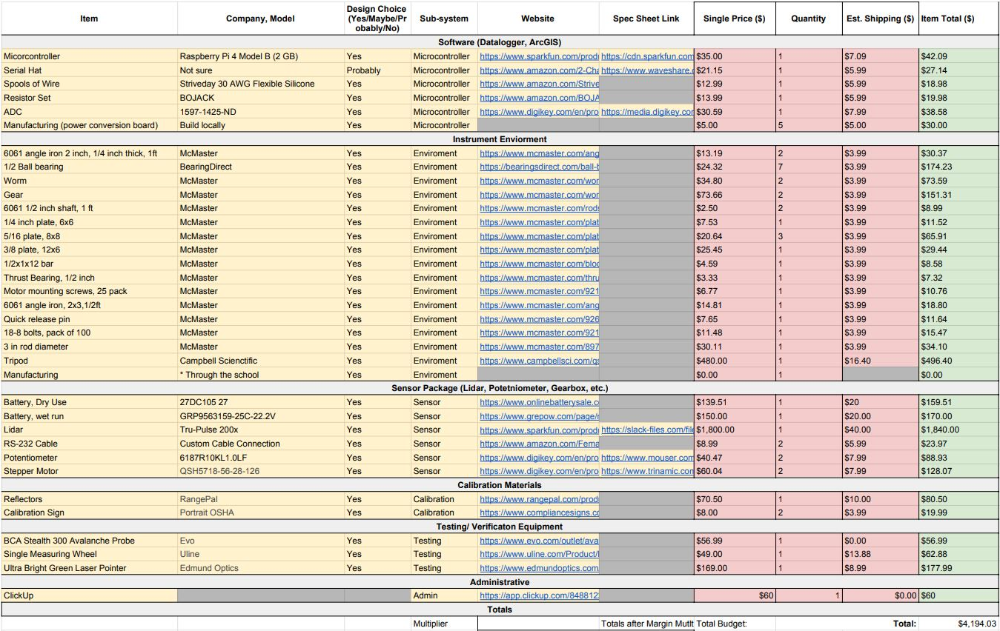 Item Company, Model Design Choice (Yes/Maybe/Probably/No) Sub-system Website Spec Sheet Link Single Price ($) Quantity Est. Shipping ($) Item Total ($)
Software (Datalogger, ArcGIS)
Micorcontroller Raspberry Pi 4 Model B (2 GB) Yes Microcontroller https://www.sparkfun.com/prod https://cdn.sparkfun.com $35.00 1 $7.09 $42.09
Serial Hat Not sure Probably Microcontroller https://www.amazon.com/2-Cha https://www.waveshare.c $21.15 1 $5.99 $27.14
Spools of Wire Striveday 30 AWG Flexible Silicone Yes Microcontroller https://www.amazon.com/Strive $12.99 1 $5.99 $18.98
Resistor Set BOJACK Yes Microcontroller https://www.amazon.com/BOJA $13.99 1 $5.99 $19.98
ADC 1597-1425-ND Yes Microcontroller https://www.digikey.com/en/pro https://media.digikey.com $30.59 1 $7.99 $38.58
Manufacturing (power conversion board) Build locally Yes Microcontroller $5.00 5 $5.00 $30.00
Instrument Enviorment
6061 angle iron 2 inch, 1/4 inch thick, 1ft McMaster Yes Enviroment https://www.mcmaster.com/ang $13.19 2 $3.99 $30.37
1/2 Ball bearing BearingDirect Yes Enviroment https://bearingsdirect.com/ball-b $24.32 7 $3.99 $174.23
Worm McMaster Yes Enviroment https://www.mcmaster.com/wor $34.80 2 $3.99 $73.59
Gear McMaster Yes Enviroment https://www.mcmaster.com/wor $73.66 2 $3.99 $151.31
6061 1/2 inch shaft, 1 ft McMaster Yes Enviroment https://www.mcmaster.com/rods $2.50 2 $3.99 $8.99
1/4 inch plate, 6x6 McMaster Yes Enviroment https://www.mcmaster.com/plat $7.53 1 $3.99 $11.52
5/16 plate, 8x8 McMaster Yes Enviroment https://www.mcmaster.com/plat $20.64 3 $3.99 $65.91
3/8 plate, 12x6 McMaster Yes Enviroment https://www.mcmaster.com/plat $25.45 1 $3.99 $29.44
1/2x1x12 bar McMaster Yes Enviroment https://www.mcmaster.com/bloc $4.59 1 $3.99 $8.58
Thrust Bearing, 1/2 inch McMaster Yes Enviroment https://www.mcmaster.com/thru $3.33 1 $3.99 $7.32
Motor mounting screws, 25 pack McMaster Yes Enviroment https://www.mcmaster.com/921 $6.77 1 $3.99 $10.76
6061 angle iron, 2x3,1/2ft McMaster Yes Enviroment https://www.mcmaster.com/ang $14.81 1 $3.99 $18.80
Quick release pin McMaster Yes Enviroment https://www.mcmaster.com/926 $7.65 1 $3.99 $11.64
18-8 bolts, pack of 100 McMaster Yes Enviroment https://www.mcmaster.com/921 $11.48 1 $3.99 $15.47
3 in rod diameter McMaster Yes Enviroment https://www.mcmaster.com/897 $30.11 1 $3.99 $34.10
Tripod Campbell Scienctific Yes Enviroment https://www.campbellsci.com/qs $480.00 1 $16.40 $496.40
Manufacturing * Through the school Yes Enviroment $0.00 1 $0.00
Sensor Package (Lidar, Potetniometer, Gearbox, etc.)
Battery, Dry Use 27DC105 27 Yes Sensor https://www.onlinebatterysale.c $139.51 1 $20 $159.51
Battery, wet run GRP9563159-25C-22.2V Yes Sensor https://www.grepow.com/page/r $150.00 1 $20.00 $170.00
Lidar Tru-Pulse 200x Yes Sensor https://www.sparkfun.com/prod https://slack-files.com/file $1,800.00 1 $40.00 $1,840.00
RS-232 Cable Custom Cable Connection Yes Sensor https://www.amazon.com/Fema $8.99 2 $5.99 $23.97
Potentiometer 6187R10KL1.0LF Yes Sensor https://www.digikey.com/en/pro https://www.mouser.com $40.47 2 $7.99 $88.93
Stepper Motor QSH5718-56-28-126 Yes Sensor https://www.digikey.com/en/pro https://www.trinamic.com $60.04 2 $7.99 $128.07
Calibration Materials
Reflectors RangePal Yes Calibration https://www.rangepal.com/prod $70.50 1 $10.00 $80.50
Calibration Sign Portrait OSHA Yes Calibration https://www.compliancesigns.co $8.00 2 $3.99 $19.99
Testing/ Verificaton Equipment
BCA Stealth 300 Avalanche Probe Evo Yes Testing https://www.evo.com/outlet/ava $56.99 1 $0.00 $56.99
Single Measuring Wheel Uline Yes Testing https://www.uline.com/Product/ $49.00 1 $13.88 $62.88
Ultra Bright Green Laser Pointer Edmund Optics Yes Testing https://www.edmundoptics.com $169.00 1 $8.99 $177.99
Administrative
ClickUp Admin https://app.clickup.com/848812 $60 1 $0.00 $60
Totals
Multiplier Totals after Margin Mutlt Total Budget: Total: $4,194.03